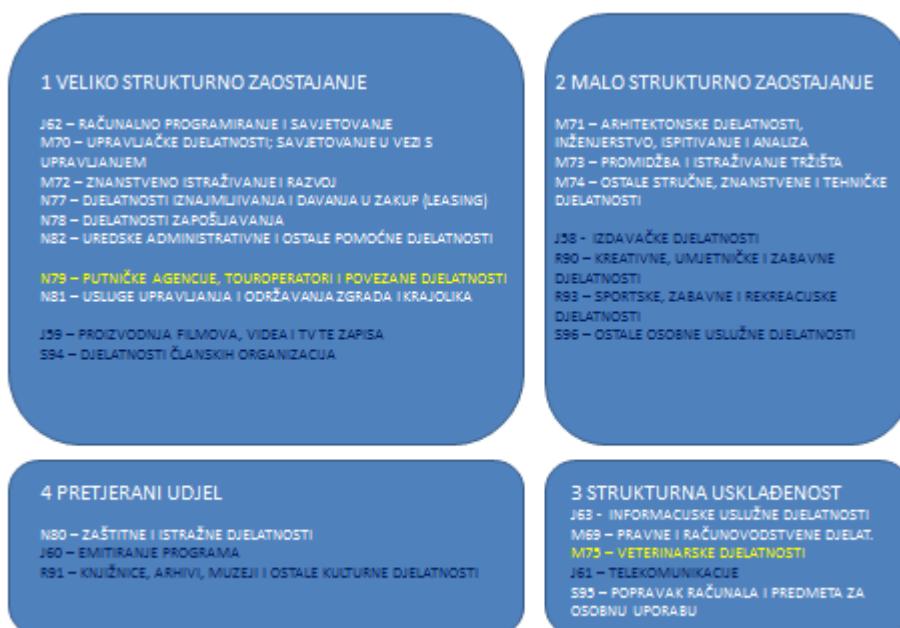 1 VELIKO STRUKTURNO ZAOSTAJANJE
J62 – RAČUNALNO PROGRAMIRANJE I SAVJETOVANJE
M70 – UPRAVLJAČKE DJELATNOSTI; SAVJETOVANJE U VEZI S
UPRAVLJANJEM
M72 – ZNANSTVENO ISTRAŽIVANJE I RAZVOJ
N77 – DJELATNOSTI IZNAJMLJIVANJA I DAVANJA U ZAKUP (LEASING)
N78 – DJELATNOSTI ZAPOŠLJAVANJA
N82 – UREDSKE ADMINISTRATIVNE I OSTALE POMOĆNE DJELATNOSTI
N79 – PUTNIČKE AGENCIJE, TOUROPERATORI I POVEZANE DJELATNOSTI
N81 – USLUGE UPRAVLJANJA I ODRŽAVANJA ZGRADA I KRAJOLIKA
J59 – PROIZVODNJA FILMOVA, VIDEA I TV TE ZAPISA
S94 – DJELATNOSTI ČLANSKIH ORGANIZACIJA
2 MALO STRUKTURNO ZAOSTAJANJE
M71 – ARHITEKTONSKE DJELATNOSTI,
INŽENJERSTVO, ISPITIVANJE I ANALIZA
M73 – PROMIDŽBA I ISTRAŽIVANJE TRŽIŠTA
M74 – OSTALE STRUČNE, ZNANSTVENE I TEHNIČKE
DJELATNOSTI
J58 - IZDAVAČKE DJELATNOSTI
R90 – KREATIVNE, UMJETNIČKE I ZABAVNE
DJELATNOSTI
R93 – SPORTSKE, ZABAVNE I REKREACIJSKE
DJELATNOSTI
S96 – OSTALE OSOBNE USLUŽNE DJELATNOSTI
4 PRETJERANI UDJEL
N80 – ZAŠTITNE I ISTRAŽNE DJELATNOSTI
J60 – EMITIRANJE PROGRAMA
R91 – KNJIŽNICE, ARHIVI, MUZEJI I OSTALE KULTURNE DJELATNOSTI
3 STRUKTURNA USKLAĐENOST
J63 - INFORMACIJSKE USLUŽNE DJELATNOSTI
M69 – PRAVNE I RAČUNOVODSTVENE DJELAT.
M75 – VETERINARSKE DJELATNOSTI
J61 – TELEKOMUNIKACIJE
S95 – POPRAVAK RAČUNALA I PREDMETA ZA
OSOBNU UPORABU